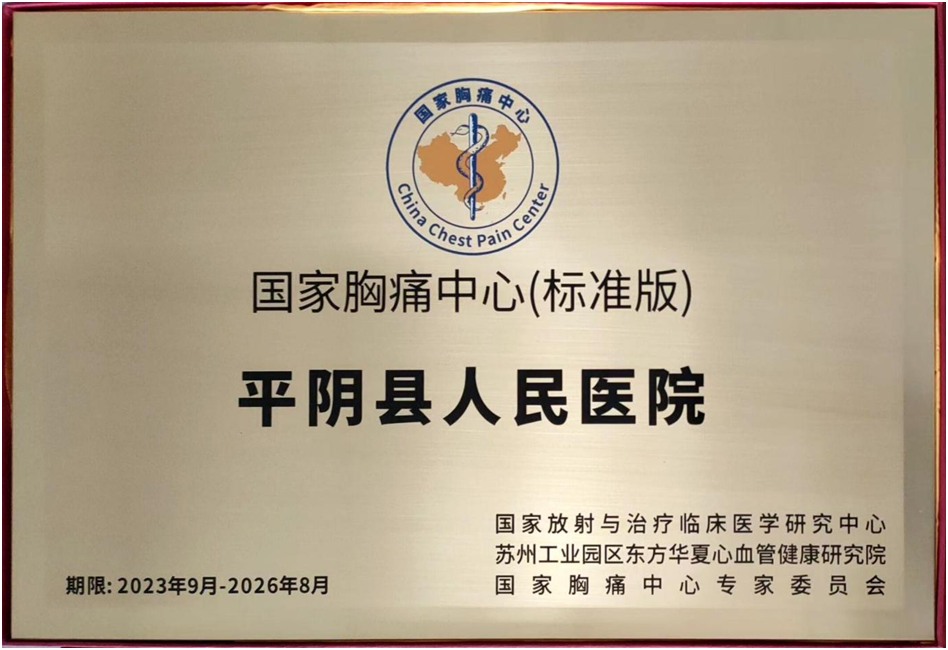 国家胸痛中心
China Chest Pain Center
国家胸痛中心(标准版)
平阴县人民医院
国家放射与治疗临床医学研究中心
苏州工业园区东方华夏心血管健康研究院
国家胸痛中心专家委员会
期限: 2023年9月-2026年8月